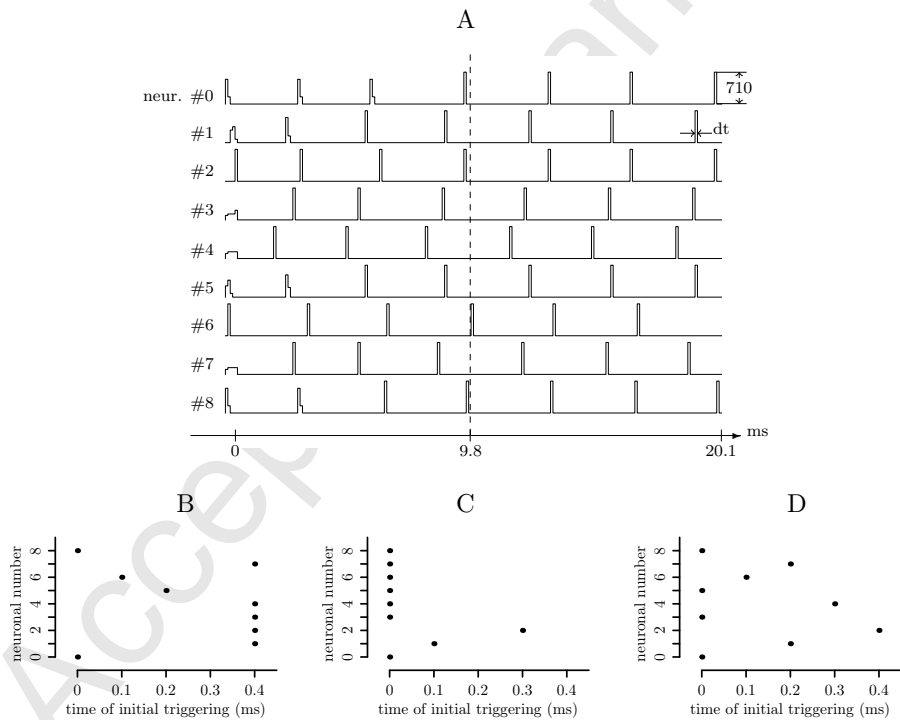 A
neur. #0
710
#1
dt
#2
#3
#4
#5
#6
#7
#8
ms
0 9.8 20.1
B
neuronal number
0 2 4 6 8
0 0.1 0.2 0.3 0.4
time of initial triggering (ms)
C
neuronal number
0 2 4 6 8
0 0.1 0.2 0.3 0.4
time of initial triggering (ms)
D
neuronal number
0 2 4 6 8
0 0.1 0.2 0.3 0.4
time of initial triggering (ms)